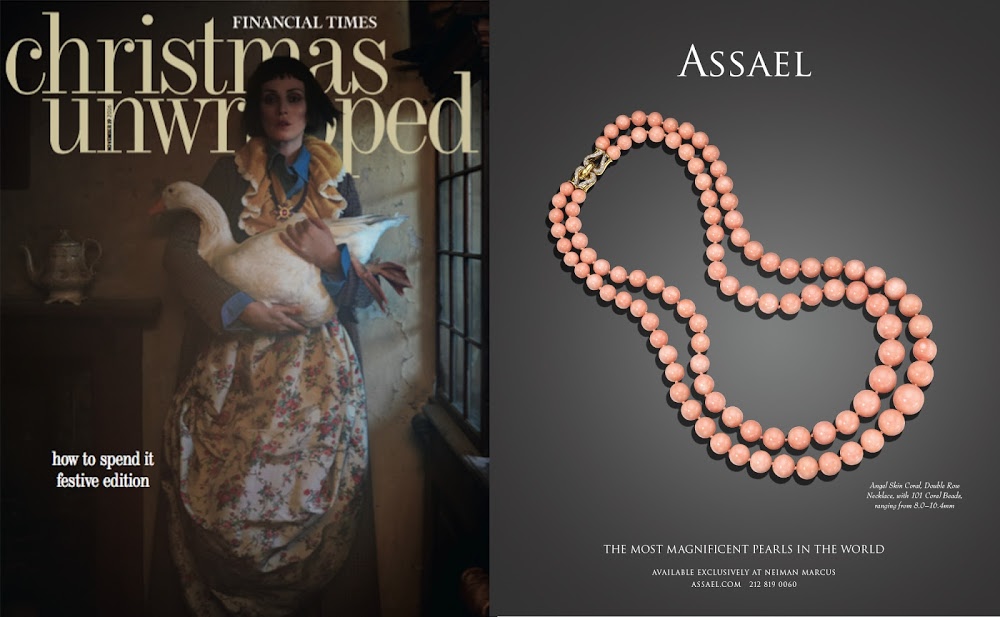 FINANCIAL TIMES
christmas
unwrapped
how to spend it
festive edition
ASSAEL
Angel Skin Coral, Double Row
Necklace, with 101 Coral Beads,
ranging from 8.0–16.4mm
THE MOST MAGNIFICENT PEARLS IN THE WORLD
AVAILABLE EXCLUSIVELY AT NEIMAN MARCUS
ASSAEL.COM 212 819 0060